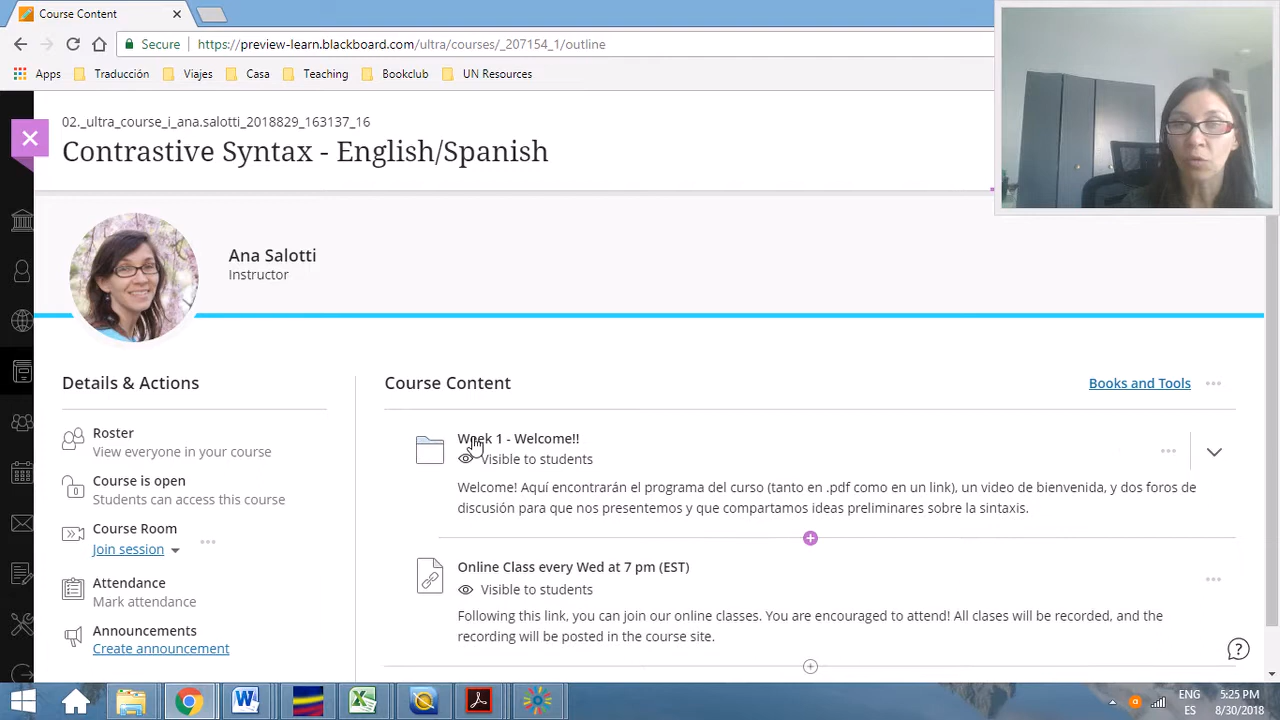 Course Content
Secure
https://preview-learn.blackboard.com/ultra/courses/_207154_1/outline
Apps
Traducción
Viajes
Casa
Teaching
Bookclub
UN Resources
02._ultra_course_i_ana.salotti_2018829_163137_16
Contrastive Syntax - English/Spanish
Ana Salotti
Instructor
Details & Actions
Roster
View everyone in your course
Course is open
Students can access this course
Course Room
Join session
Attendance
Mark attendance
Announcements
Create announcement
Course Content
Books and Tools
Week 1 - Welcome!!
Visible to students
Welcome! Aquí encontrarán el programa del curso (tanto en .pdf como en un link), un video de bienvenida, y dos foros de
discusión para que nos presentemos y que compartamos ideas preliminares sobre la sintaxis.
Online Class every Wed at 7 pm (EST)
Visible to students
Following this link, you can join our online classes. You are encouraged to attend! All clases will be recorded, and the
recording will be posted in the course site.
ENG
ES
5:25 PM
8/30/2018